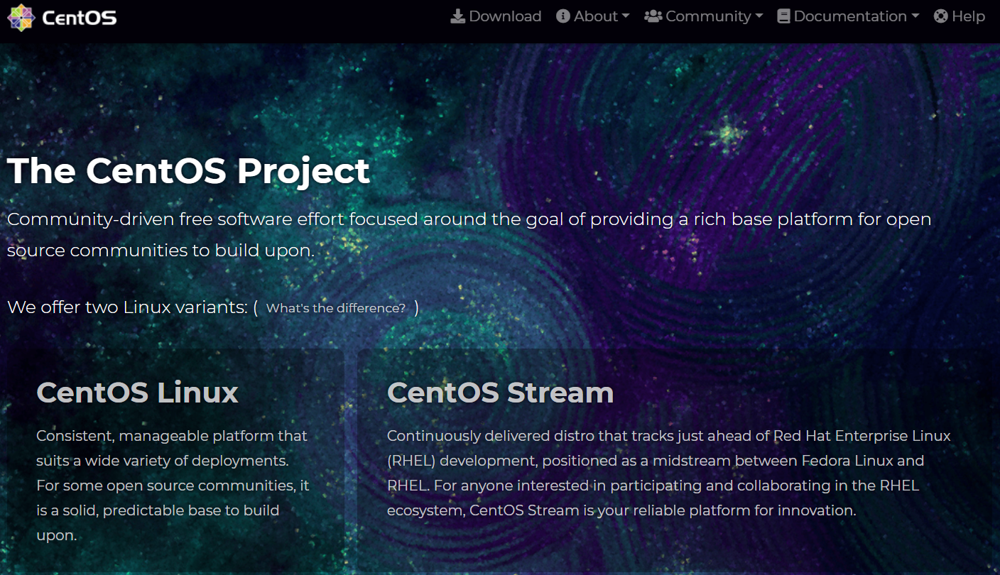 CentOS
Download About Community Documentation Help
The CentOS Project
Community-driven free software effort focused around the goal of providing a rich base platform for open
source communities to build upon.
We offer two Linux variants: ( What's the difference? )
CentOS Linux
Consistent, manageable platform that
suits a wide variety of deployments.
For some open source communities, it
is a solid, predictable base to build
upon.
CentOS Stream
Continuously delivered distro that tracks just ahead of Red Hat Enterprise Linux
(RHEL) development, positioned as a midstream between Fedora Linux and
RHEL. For anyone interested in participating and collaborating in the RHEL
ecosystem, CentOS Stream is your reliable platform for innovation.